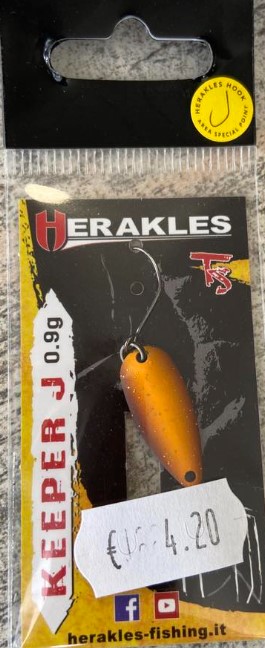 HERAKLES HOOK
AREA SPECIAL POINT
HERAKLES
KEEPER J 0.9g
€ 4.20
herakles-fishing.it